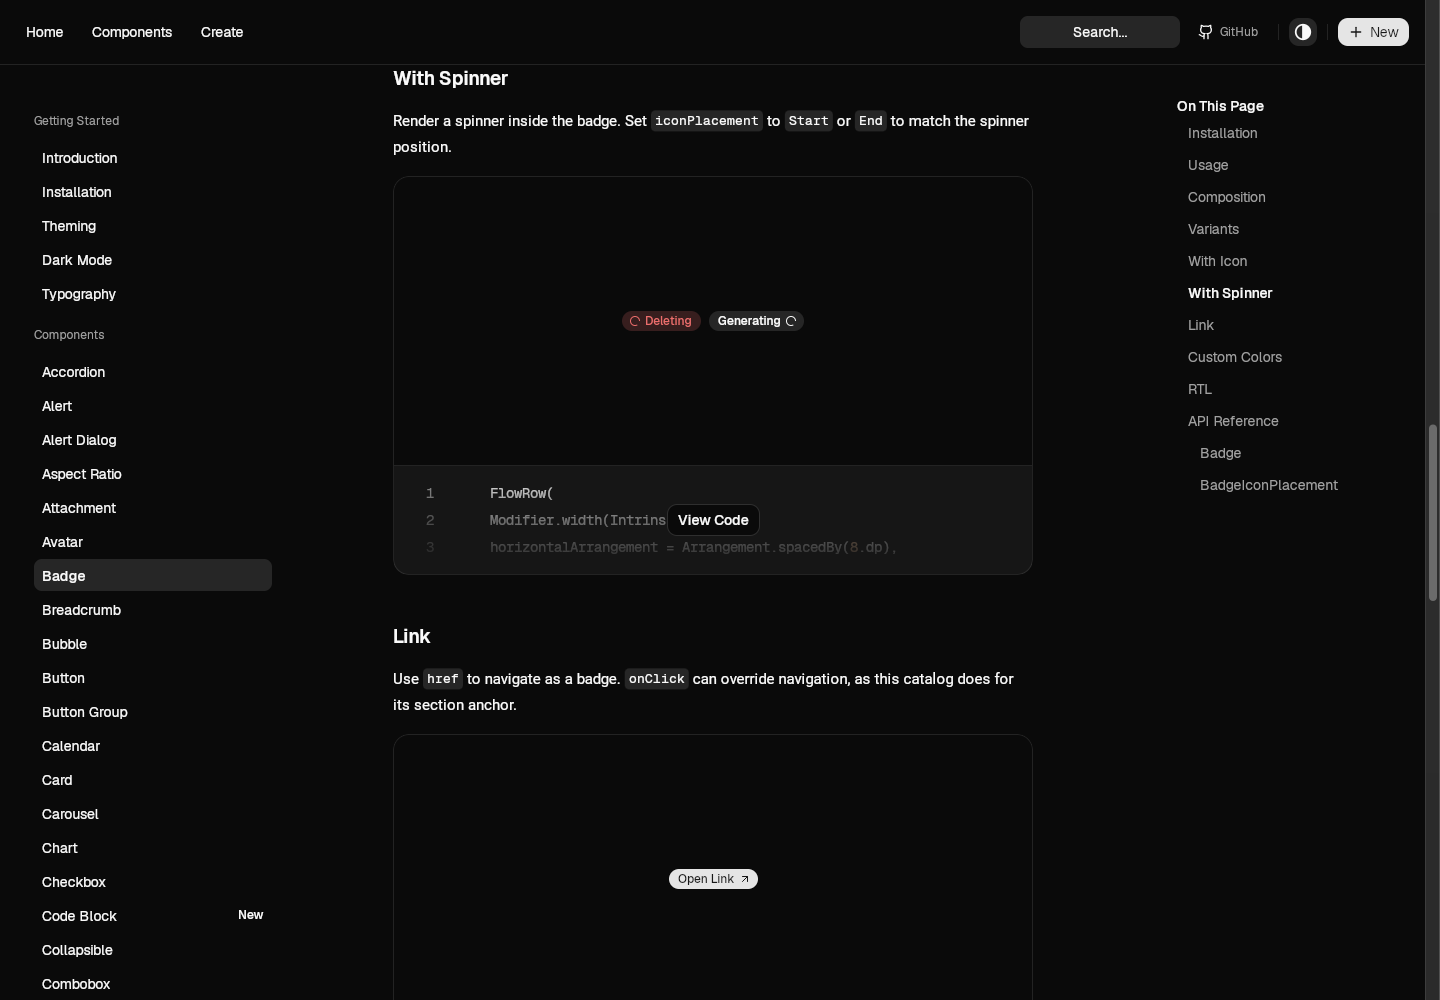 Home
Components
Create
Search...
GitHub
New
Getting Started
Introduction
Installation
Theming
Dark Mode
Typography
Components
Accordion
Alert
Alert Dialog
Aspect Ratio
Attachment
Avatar
Badge
Breadcrumb
Bubble
Button
Button Group
Calendar
Card
Carousel
Chart
Checkbox
Code Block
New
Collapsible
Combobox
With Spinner
Render a spinner inside the badge. Set iconPlacement to Start or End to match the spinner
position.
Deleting
Generating
1 FlowRow(
2 Modifier.width(Intrins
View Code
3 horizontalArrangement = Arrangement.spacedBy(8.dp),
Link
Use href to navigate as a badge. onClick can override navigation, as this catalog does for
its section anchor.
Open Link
On This Page
Installation
Usage
Composition
Variants
With Icon
With Spinner
Link
Custom Colors
RTL
API Reference
Badge
BadgeIconPlacement